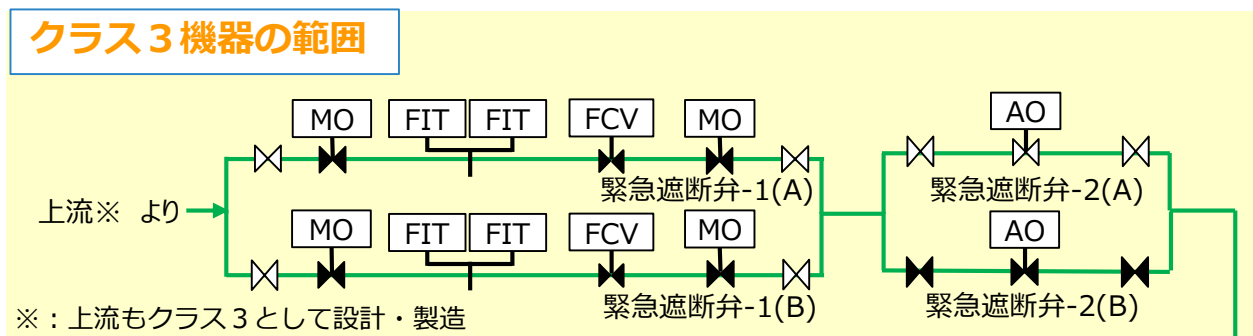 クラス３機器の範囲
MO FIT FIT FCV MO AO
緊急遮断弁-1(A) 緊急遮断弁-2(A)
上流※ より
MO FIT FIT FCV MO AO
緊急遮断弁-1(B) 緊急遮断弁-2(B)
※：上流もクラス３として設計・製造